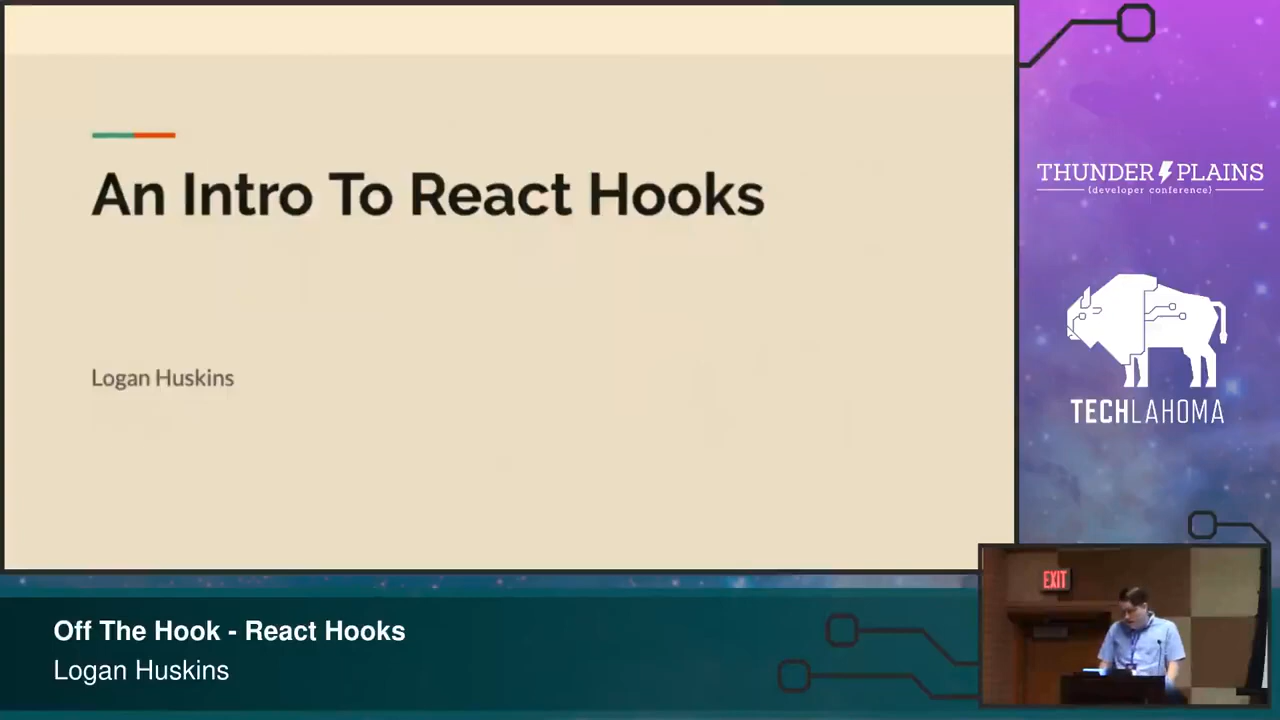 An Intro To React Hooks
Logan Huskins
THUNDER PLAINS
{developer conference}
TECHLAHOMA
EXIT
Off The Hook - React Hooks
Logan Huskins